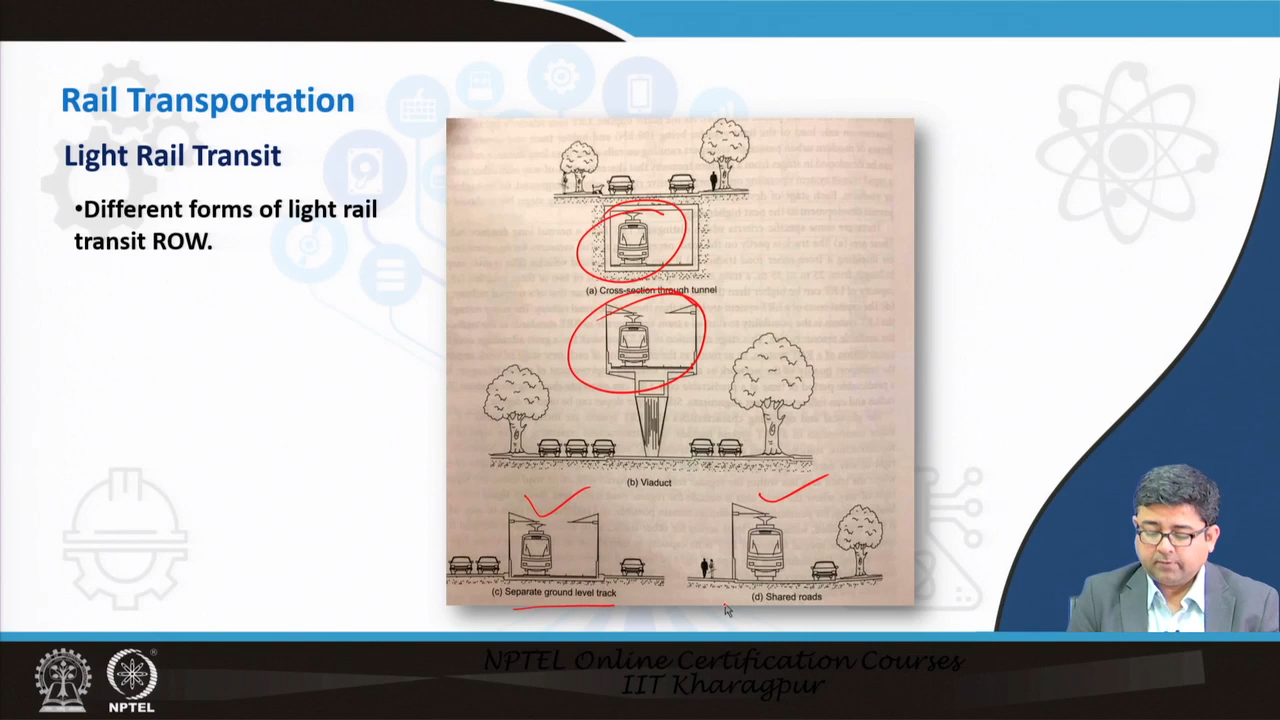 Rail Transportation
Light Rail Transit
•Different forms of light rail
transit ROW.
(a) Cross-section through tunnel
(b) Viaduct
(c) Separate ground level track
(d) Shared roads
NPTEL Online Certification Courses
IIT Kharagpur
NPTEL